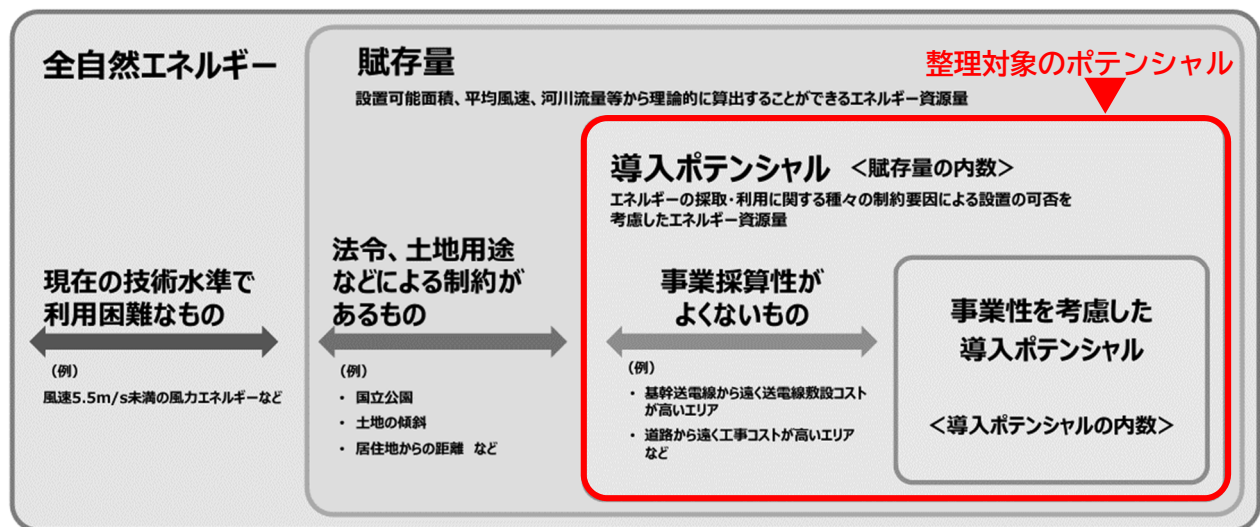 全自然エネルギー
賦存量
整理対象のポテンシャル
設置可能面積、平均風速、河川流量等から理論的に算出することができるエネルギー資源量
導入ポテンシャル <賦存量の内数>
エネルギーの採取・利用に関する種々の制約要因による設置の可否を
考慮したエネルギー資源量
現在の技術水準で
利用困難なもの
(例)
風速5.5m/s未満の風力エネルギーなど
法令、土地用途
などによる制約が
あるもの
(例)
・ 国立公園
・ 土地の傾斜
・ 居住地からの距離 など
事業採算性が
よくないもの
(例)
・ 基幹送電線から遠く送電線敷設コスト
が高いエリア
・ 道路から遠く工事コストが高いエリア
など
事業性を考慮した
導入ポテンシャル
<導入ポテンシャルの内数>